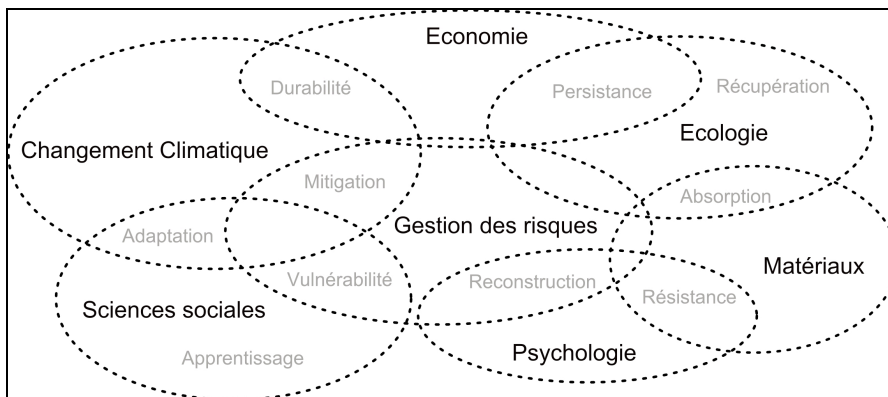 Economie
Durabilité
Persistance
Récupération
Ecologie
Changement Climatique
Mitigation
Absorption
Gestion des risques
Adaptation
Matériaux
Vulnérabilité
Reconstruction
Résistance
Sciences sociales
Psychologie
Apprentissage